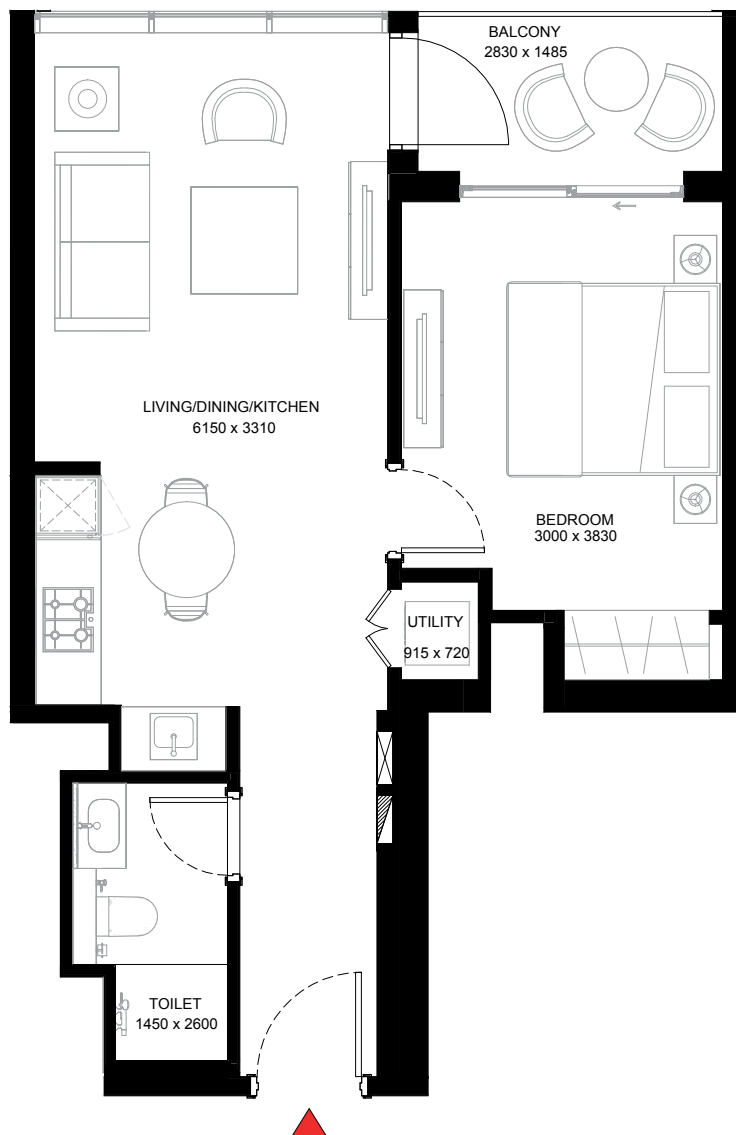 BALCONY
2830 x 1485
LIVING/DINING/KITCHEN
6150 x 3310
BEDROOM
3000 x 3830
UTILITY
915 x 720
TOILET
1450 x 2600